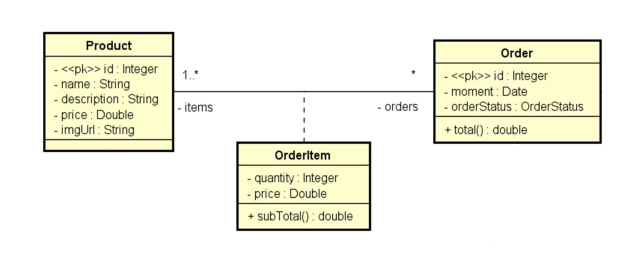 Product
- <<pk>> id : Integer
- name : String
- description : String
- price : Double
- imgUrl : String
1..*
*
- items
- orders
Order
- <<pk>> id : Integer
- moment : Date
- orderStatus : OrderStatus
+ total() : double
OrderItem
- quantity : Integer
- price : Double
+ subTotal() : double